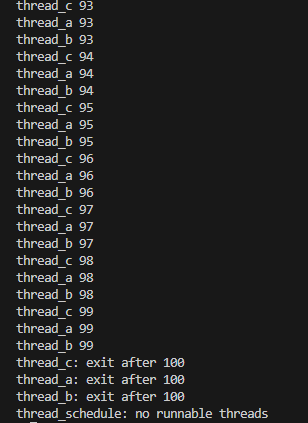 thread_c 93
thread_a 93
thread_b 93
thread_c 94
thread_a 94
thread_b 94
thread_c 95
thread_a 95
thread_b 95
thread_c 96
thread_a 96
thread_b 96
thread_c 97
thread_a 97
thread_b 97
thread_c 98
thread_a 98
thread_b 98
thread_c 99
thread_a 99
thread_b 99
thread_c: exit after 100
thread_a: exit after 100
thread_b: exit after 100
thread_schedule: no runnable threads